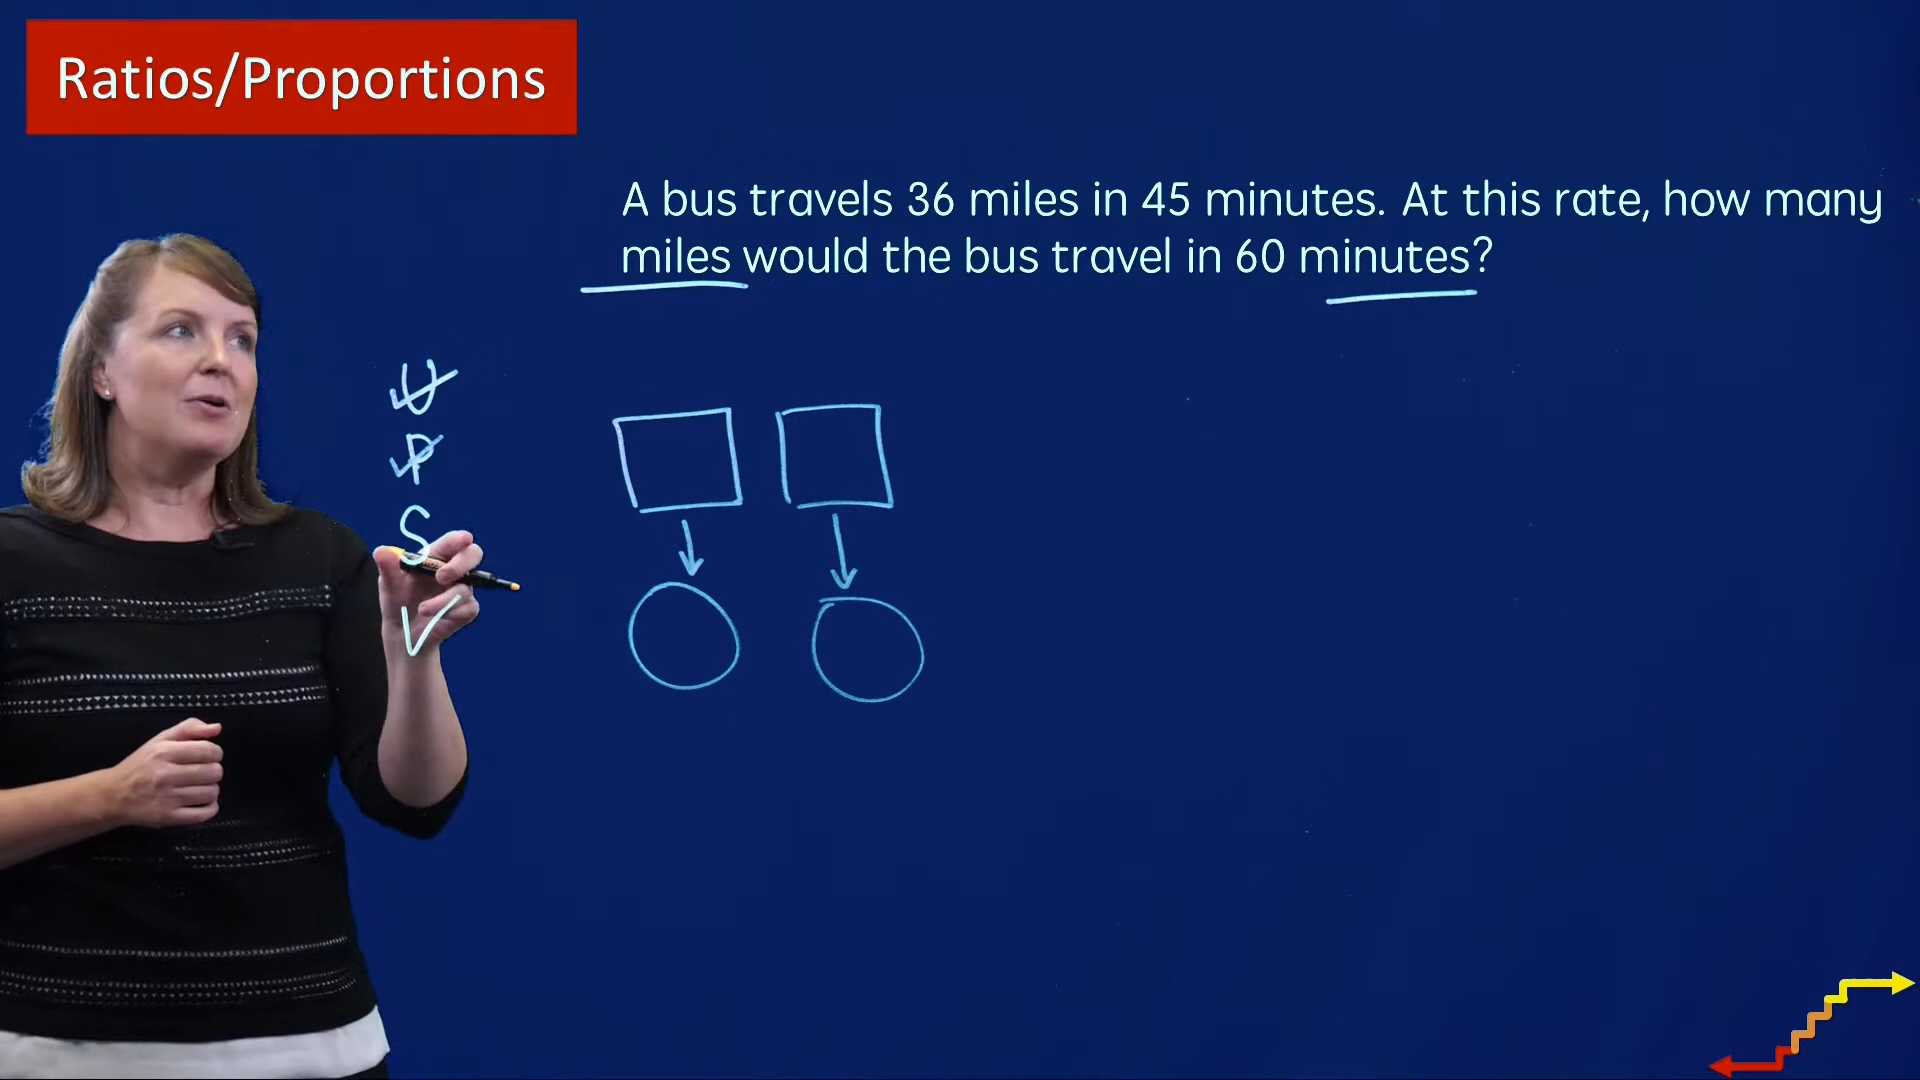 Ratios/Proportions
A bus travels 36 miles in 45 minutes. At this rate, how many
miles would the bus travel in 60 minutes?
U
P
S
V